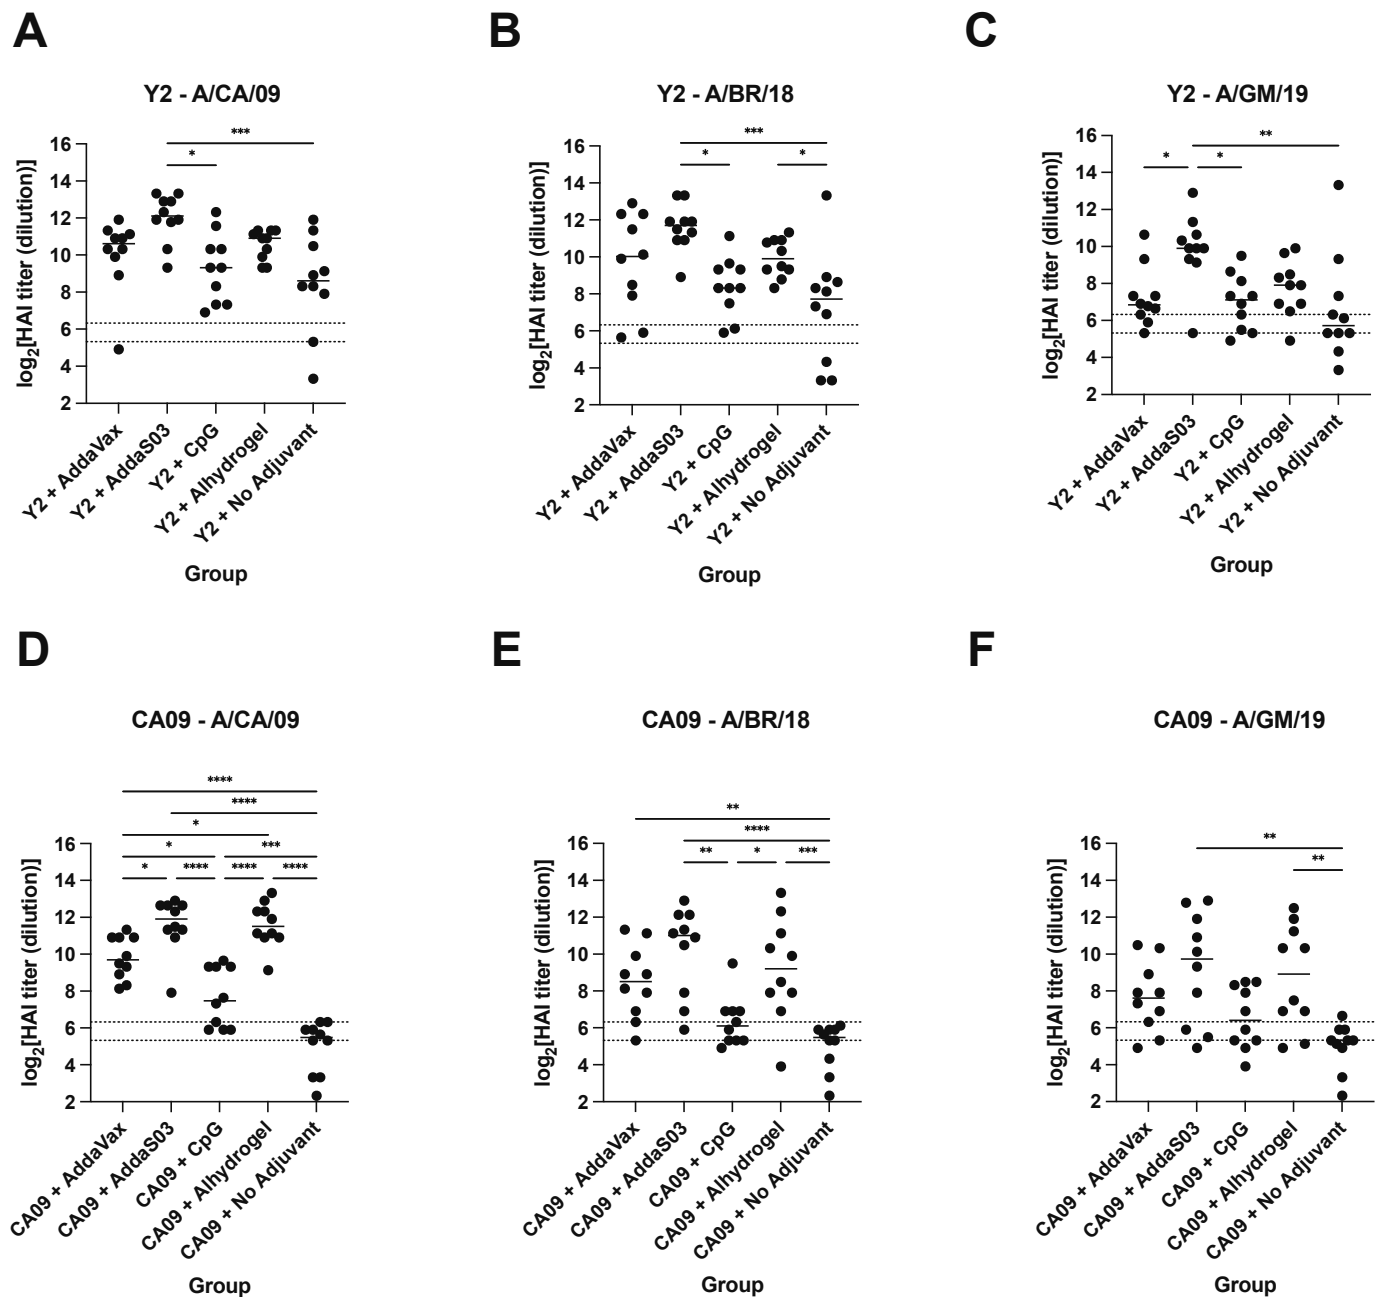 A
B
C
Y2 - A/CA/09
Y2 - A/BR/18
Y2 - A/GM/19
log2[HAI titer (dilution)]
16
14
12
10
8
6
4
2
***
*
Y2 + AddaVax
Y2 + AddaS03
Y2 + CpG
Y2 + Alhydrogel
Y2 + No Adjuvant
Group
log2[HAI titer (dilution)]
16
14
12
10
8
6
4
2
***
*
*
Y2 + AddaVax
Y2 + AddaS03
Y2 + CpG
Y2 + Alhydrogel
Y2 + No Adjuvant
Group
log2[HAI titer (dilution)]
16
14
12
10
8
6
4
2
**
*
*
Y2 + AddaVax
Y2 + AddaS03
Y2 + CpG
Y2 + Alhydrogel
Y2 + No Adjuvant
Group
D
E
F
CA09 - A/CA/09
CA09 - A/BR/18
CA09 - A/GM/19
log2[HAI titer (dilution)]
16
14
12
10
8
6
4
2
****
****
*
*
***
*
****
****
****
CA09 + AddaVax
CA09 + AddaS03
CA09 + CpG
CA09 + Alhydrogel
CA09 + No Adjuvant
Group
log2[HAI titer (dilution)]
16
14
12
10
8
6
4
2
**
****
**
*
***
CA09 + AddaVax
CA09 + AddaS03
CA09 + CpG
CA09 + Alhydrogel
CA09 + No Adjuvant
Group
log2[HAI titer (dilution)]
16
14
12
10
8
6
4
2
**
**
CA09 + AddaVax
CA09 + AddaS03
CA09 + CpG
CA09 + Alhydrogel
CA09 + No Adjuvant
Group